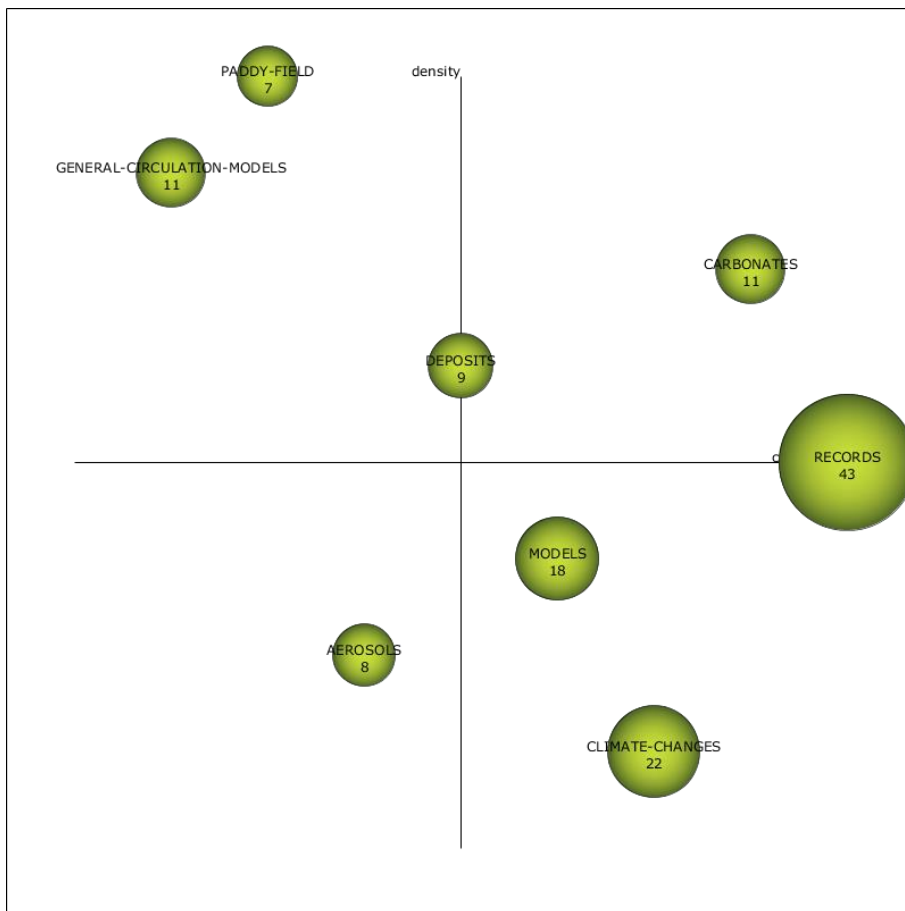 PADDY-FIELD
7
density
GENERAL-CIRCULATION-MODELS
11
CARBONATES
11
DEPOSITS
9
RECORDS
43
MODELS
18
AEROSOLS
8
CLIMATE-CHANGES
22